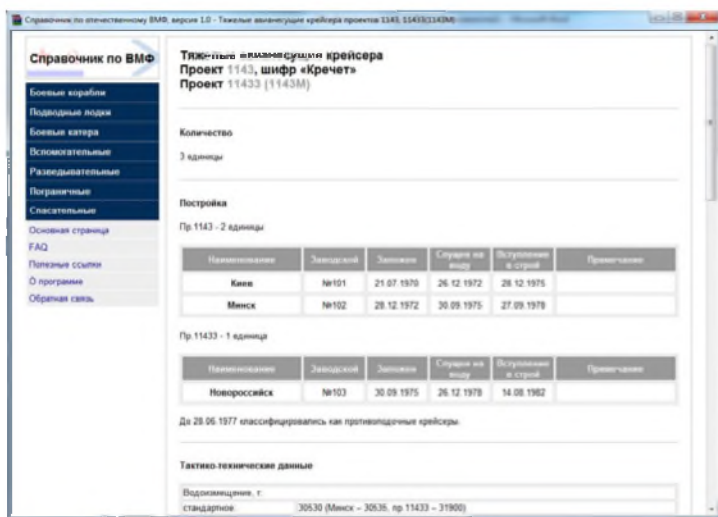 Справочник по отечественному ВМФ, версия 1.0 - Тяжелые авианесущие крейсера проектов 1143, 11433(1143М)
Справочник по ВМФ
Боевые корабли
Подводные лодки
Боевые катера
Вспомогательные
Разведывательные
Пограничные
Спасательные
Основная страница
FAQ
Полезные ссылки
О программе
Обратная связь
Тяжелые авианесущие крейсера
Проект 1143, шифр «Кречет»
Проект 11433 (1143М)
Количество
3 единицы
Постройка
Пр.1143 - 2 единицы
Наименование Заводской Заложен Спущен на воду Вступление в строй Примечание
Киев №101 21.07.1970 26.12.1972 28.12.1975
Минск №102 28.12.1972 30.09.1975 27.09.1978
Пр.11433 - 1 единица
Наименование Заводской Заложен Спущен на воду Вступление в строй Примечание
Новороссийск №103 30.09.1975 26.12.1978 14.08.1982
До 28.06.1977 классифицировались как противолодочные крейсеры
Тактико-технические данные
Водоизмещение, т:
стандартное 30530 (Минск – 30535, пр.11433 – 31900)